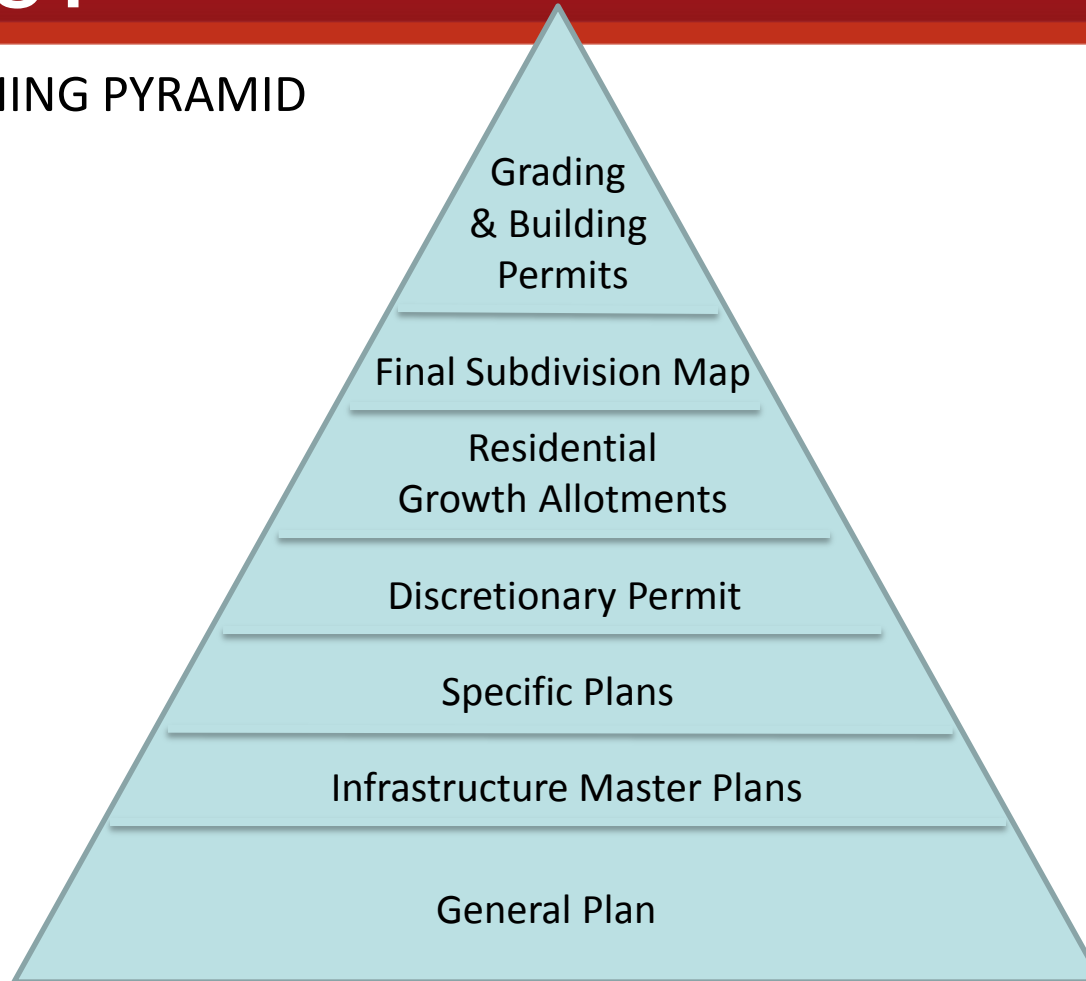 NING PYRAMID
Grading
& Building
Permits
Final Subdivision Map
Residential
Growth Allotments
Discretionary Permit
Specific Plans
Infrastructure Master Plans
General Plan